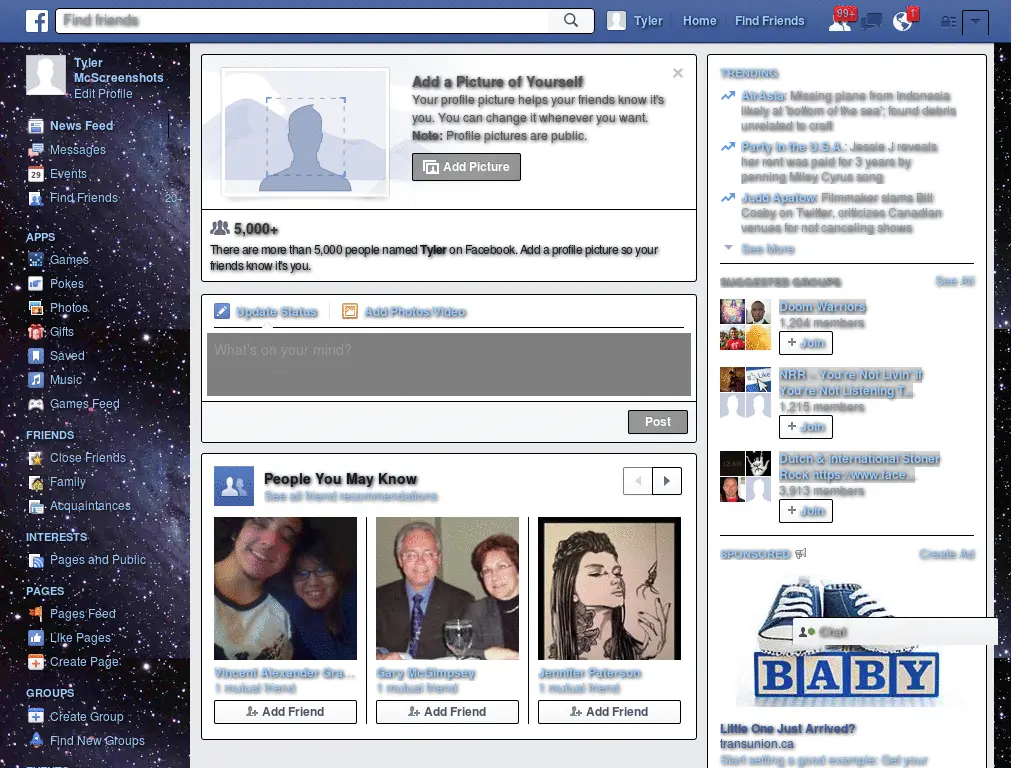 f
Find friends
Tyler
Home
Find Friends
99+
1
Tyler
McScreenshots
Edit Profile
News Feed
Messages
29
Events
Find Friends
20+
APPS
Games
Pokes
Photos
Gifts
Saved
Music
Games Feed
FRIENDS
Close Friends
Family
Acquaintances
INTERESTS
Pages and Public
PAGES
Pages Feed
Like Pages
Create Page
GROUPS
Create Group
Find New Groups
Add a Picture of Yourself
Your profile picture helps your friends know it's
you. You can change it whenever you want.
Note: Profile pictures are public.
Add Picture
5,000+
There are more than 5,000 people named Tyler on Facebook. Add a profile picture so your
friends know it's you.
Update Status
Add Photos/Video
What's on your mind?
Post
People You May Know
See all friend recommendations
Vincent Alexander Gra...
1 mutual friend
Add Friend
Gary McGimpsey
1 mutual friend
Add Friend
Jennifer Paterson
1 mutual friend
Add Friend
TRENDING
AirAsia: Missing plane from Indonesia
likely at 'bottom of the sea'; found debris
unrelated to craft
Party in the U.S.A.: Jessie J reveals
her rent was paid for 3 years by
penning Miley Cyrus song
Judd Apatow: Filmmaker slams Bill
Cosby on Twitter, criticizes Canadian
venues for not canceling shows
See More
SUGGESTED GROUPS
See All
Doom Warriors
1,204 members
+ Join
NRR - You're Not Livin' if
You're Not Listening T...
Like
1,215 members
+ Join
Dutch & International Stoner
Rock https://www.face...
3,913 members
+ Join
SPONSORED
Create Ad
Chat
BABY
Little One Just Arrived?
transunion.ca
Start setting a good example: Get your